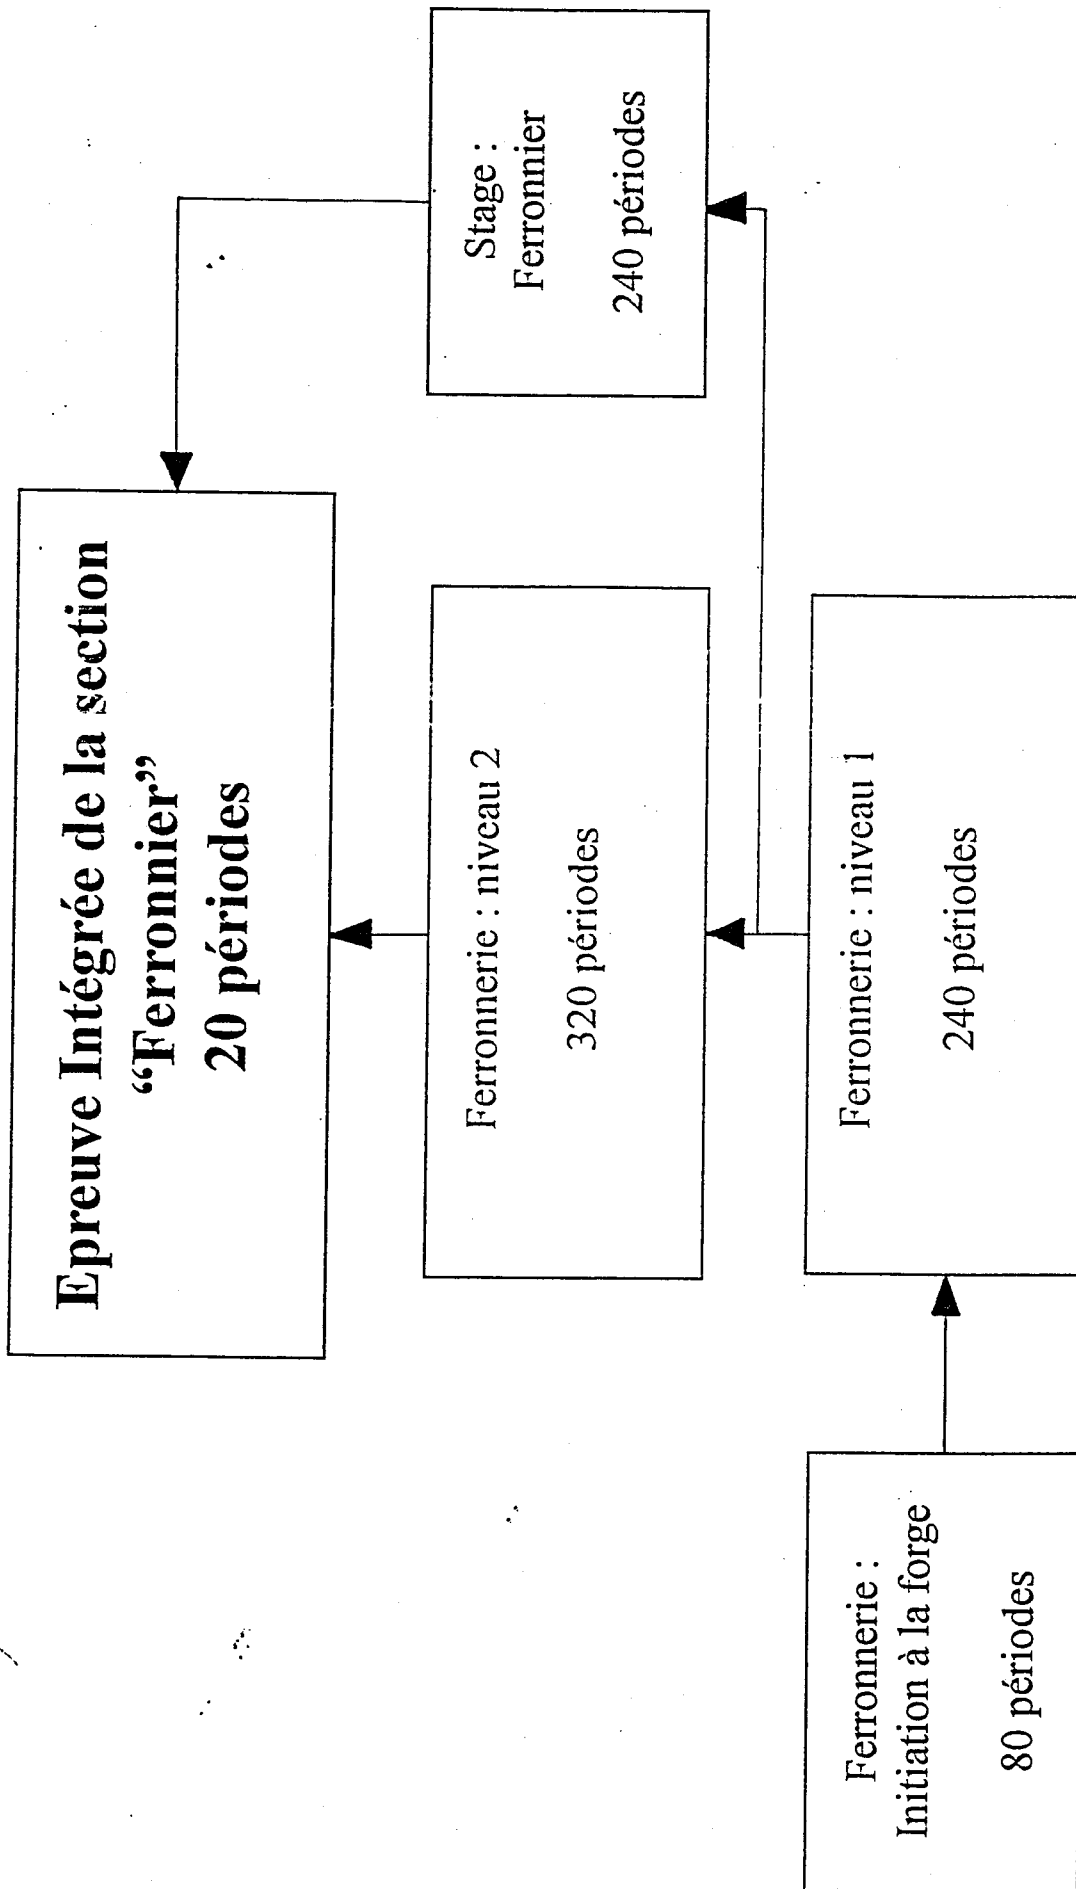 Epreuve Intégrée de la section
“Ferronnier”
20 périodes
Ferronnerie : niveau 2
320 périodes
Stage :
Ferronnier
240 périodes
Ferronnerie :
Initiation à la forge
80 périodes
Ferronnerie : niveau 1
240 périodes